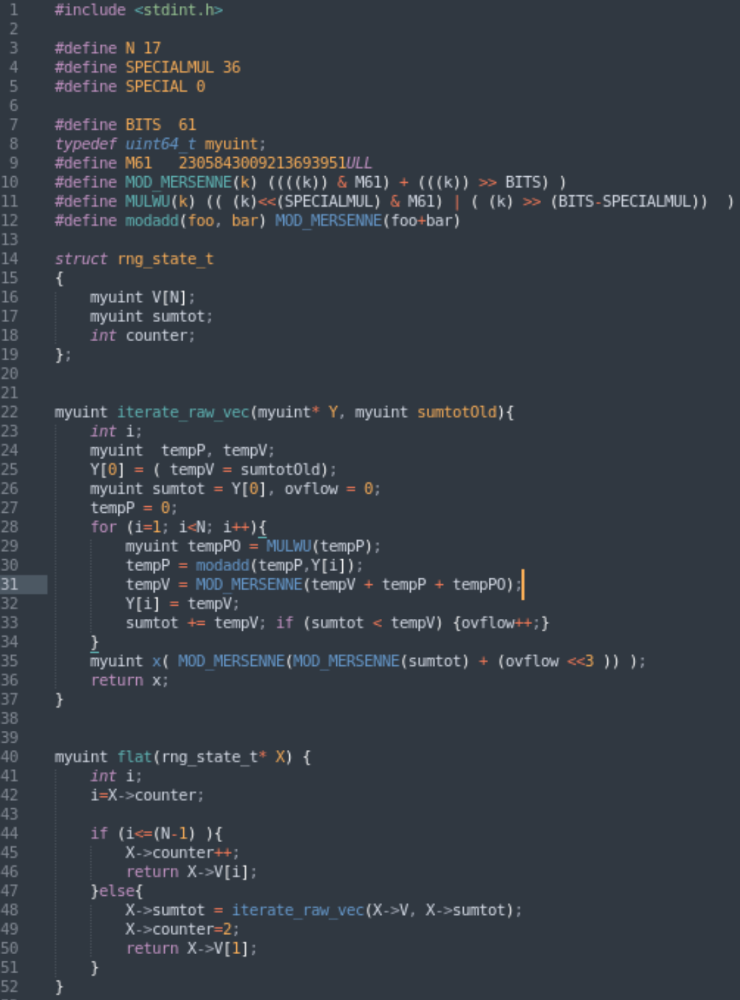 1 #include <stdint.h>
2
3 #define N 17
4 #define SPECIALMUL 36
5 #define SPECIAL 0
6
7 #define BITS  61
8 typedef uint64_t myuint;
9 #define M61   2305843009213693951ULL
10 #define MOD_MERSENNE(k) ((((k)) & M61) + (((k)) >> BITS) )
11 #define MULWU(k) (( (k)<<(SPECIALMUL) & M61) | ( (k) >> (BITS-SPECIALMUL))  )
12 #define modadd(foo, bar) MOD_MERSENNE(foo+bar)
13
14 struct rng_state_t
15 {
16     myuint V[N];
17     myuint sumtot;
18     int counter;
19 };
20
21
22 myuint iterate_raw_vec(myuint* Y, myuint sumtotOld){
23     int i;
24     myuint  tempP, tempV;
25     Y[0] = ( tempV = sumtotOld);
26     myuint sumtot = Y[0], ovflow = 0;
27     tempP = 0;
28     for (i=1; i<N; i++){
29         myuint tempPO = MULWU(tempP);
30         tempP = modadd(tempP,Y[i]);
31         tempV = MOD_MERSENNE(tempV + tempP + tempPO);
32         Y[i] = tempV;
33         sumtot += tempV; if (sumtot < tempV) {ovflow++;}
34     }
35     myuint x( MOD_MERSENNE(MOD_MERSENNE(sumtot) + (ovflow <<3 )) );
36     return x;
37 }
38
39
40 myuint flat(rng_state_t* X) {
41     int i;
42     i=X->counter;
43
44     if (i<=(N-1) ){
45         X->counter++;
46         return X->V[i];
47     }else{
48         X->sumtot = iterate_raw_vec(X->V, X->sumtot);
49         X->counter=2;
50         return X->V[1];
51     }
52 }